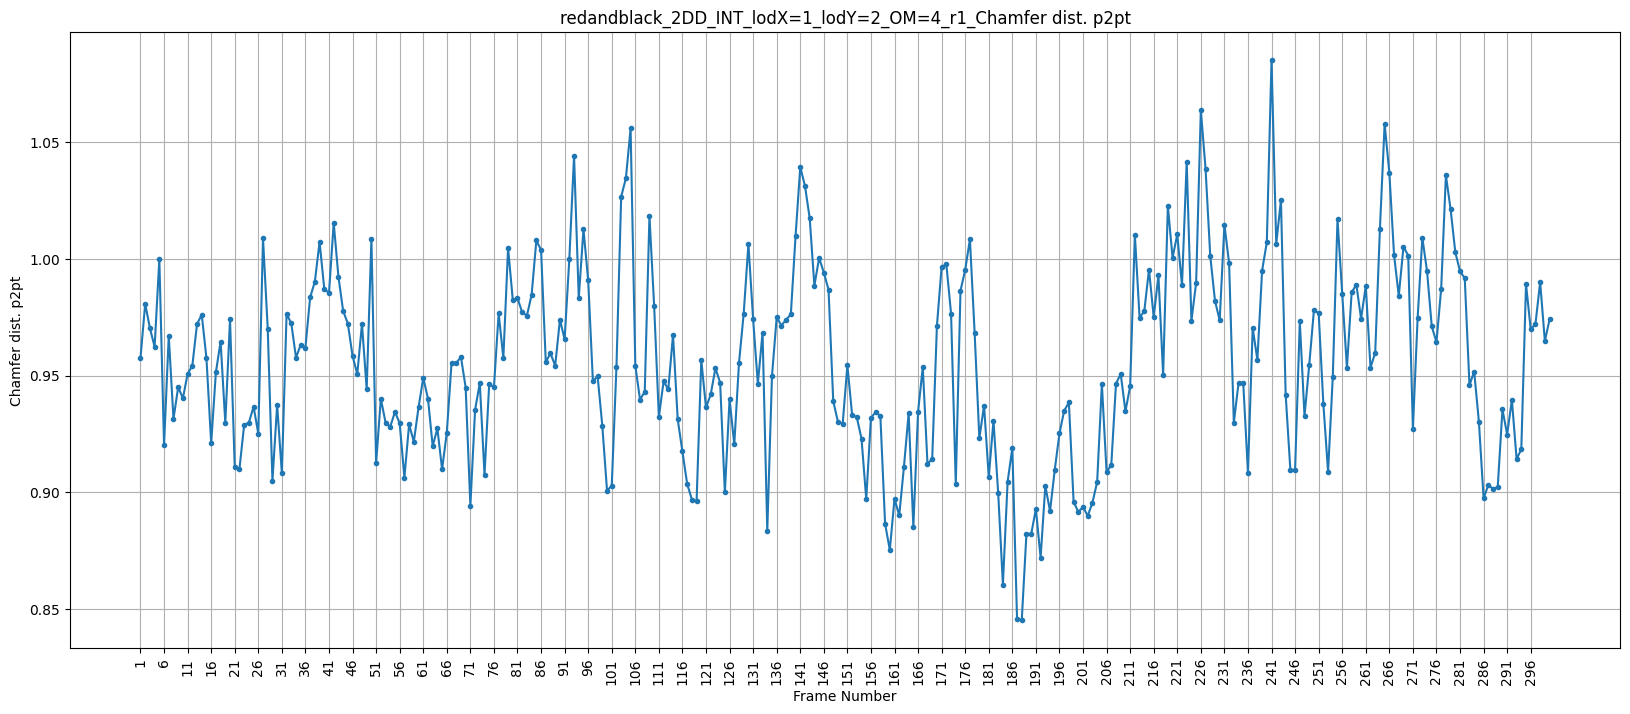 redandblack_2DD_INT_lodX=1_lodY=2_OM=4_r1_Chamfer dist. p2pt
Chamfer dist. p2pt
1.05
1.00
0.95
0.90
0.85
1 6 11 16 21 26 31 36 41 46 51 56 61 66 71 76 81 86 91 96 101 106 111 116 121 126 131 136 141 146 151 156 161 166 171 176 181 186 191 196 201 206 211 216 221 226 231 236 241 246 251 256 261 266 271 276 281 286 291 296
Frame Number